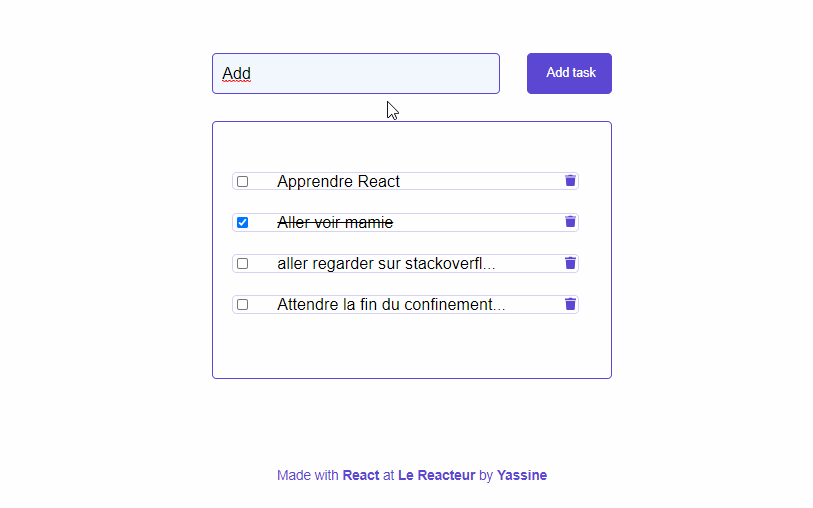 Add
Add task
Apprendre React
Aller voir mamie
aller regarder sur stackoverfl...
Attendre la fin du confinement...
Made with React at Le Reacteur by Yassine